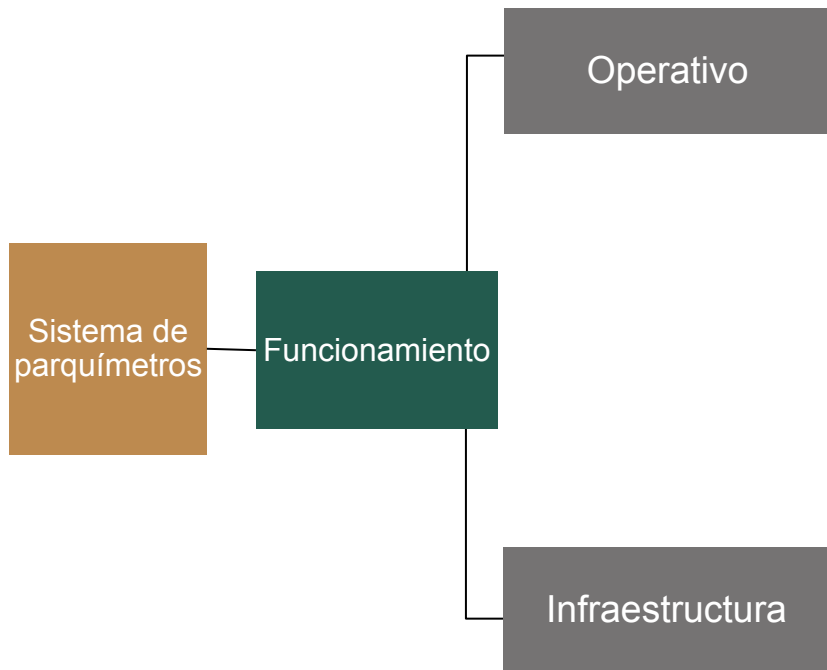 Operativo
Sistema de
parquímetros
Funcionamiento
Infraestructura